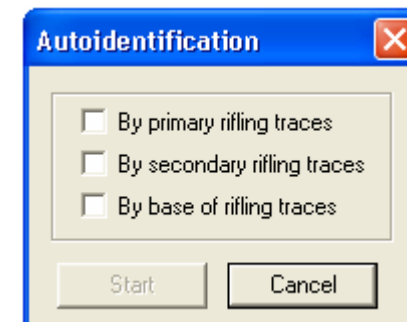 Autoidentification
By primary rifling traces
By secondary rifling traces
By base of rifling traces
Start Cancel